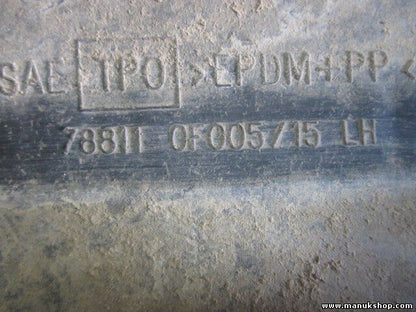 SAE TPO >EPDM+PP<
78811 0F005/15 LH
www.manukshop.com